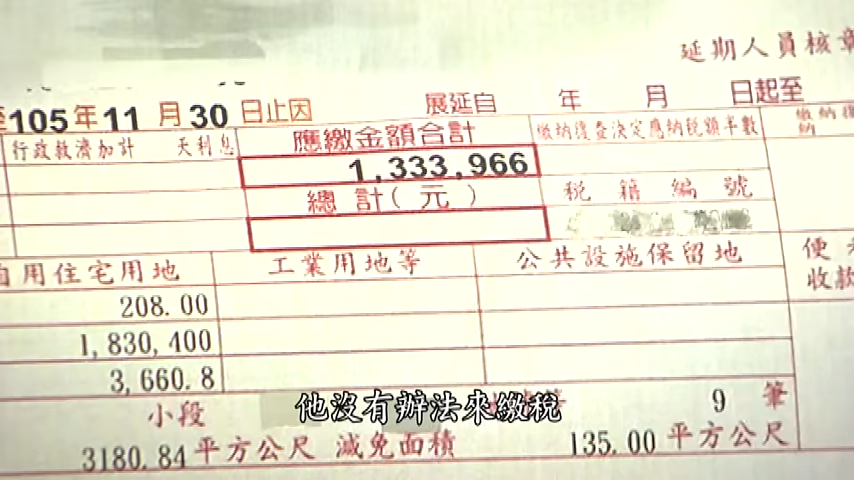 延期人員核章
至105年11月30日止因 展延自 年 月 日起至
行政救濟加計 天利息 應繳金額合計 繳納復查決定應納稅額半數
1,333,966
總計(元) 稅籍編號
自用住宅用地 工業用地等 公共設施保留地
收款
208.00
1,830,400
3,660.8
小段 9 筆
3180.84 平方公尺 減免面積 135.00 平方公尺
他沒有辦法來繳稅